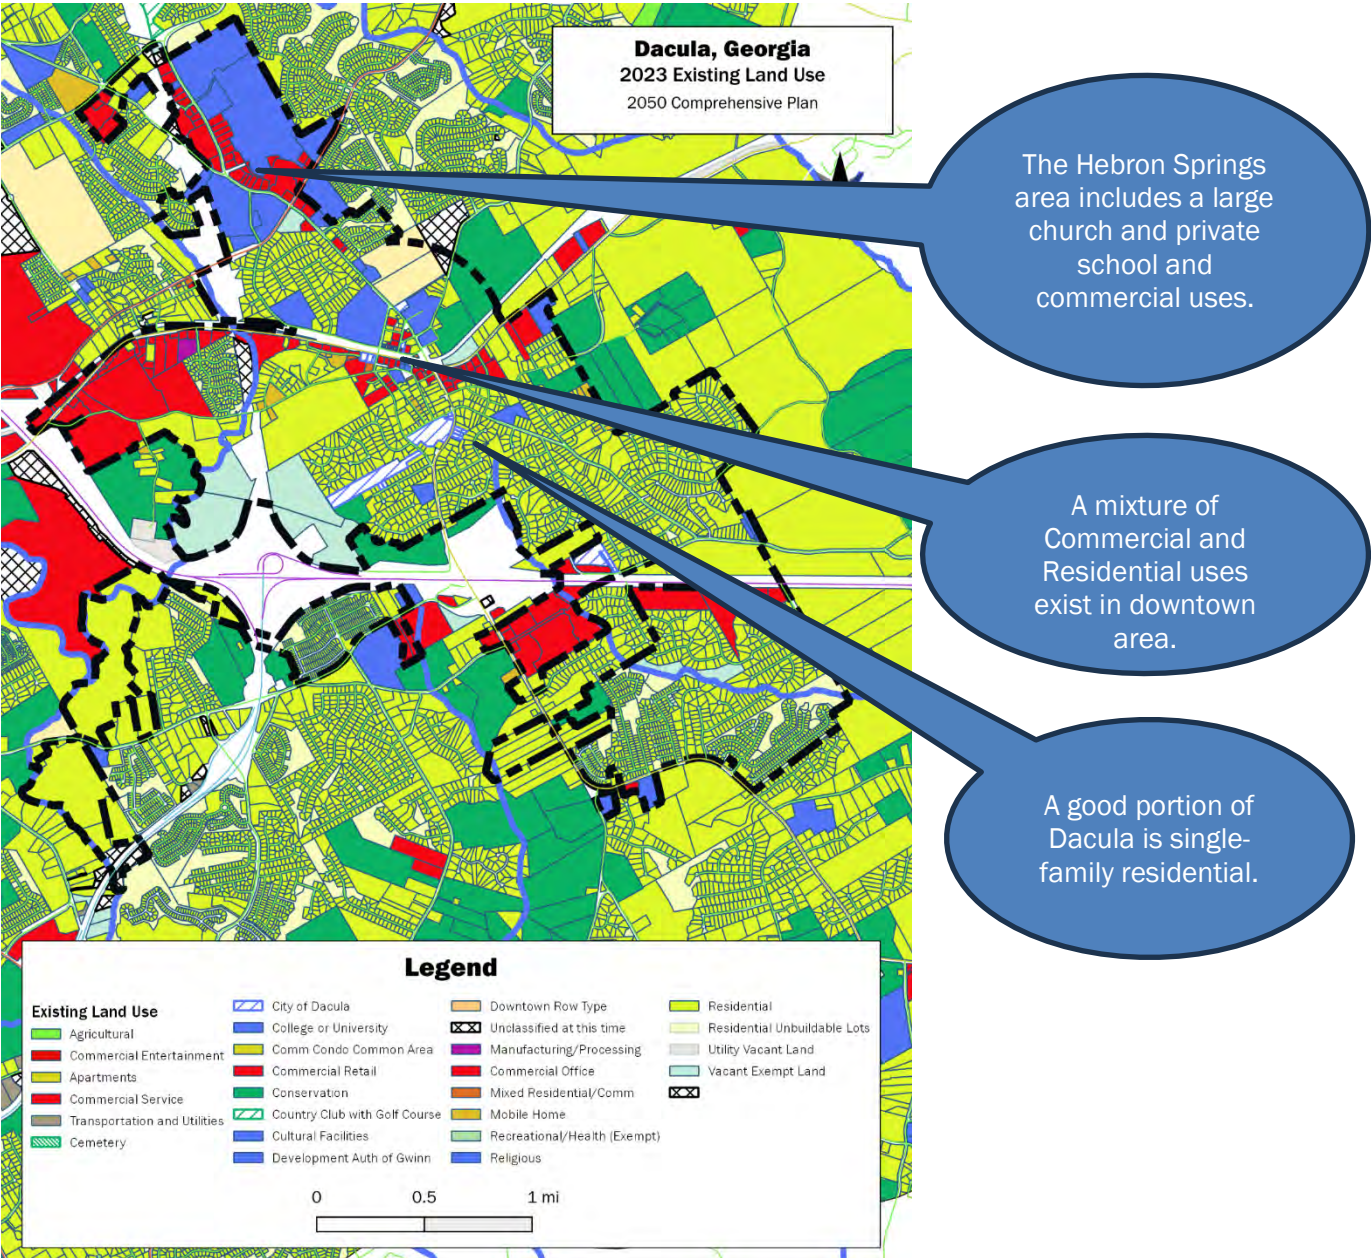 Dacula, Georgia
2023 Existing Land Use
2050 Comprehensive Plan
The Hebron Springs
area includes a large
church and private
school and
commercial uses.
A mixture of
Commercial and
Residential uses
exist in downtown
area.
A good portion of
Dacula is single-
family residential.
Legend
Existing Land Use
Agricultural
Commercial Entertainment
Apartments
Commercial Service
Transportation and Utilities
Cemetery
City of Dacula
College or University
Comm Condo Common Area
Commercial Retail
Conservation
Country Club with Golf Course
Cultural Facilities
Development Auth of Gwinn
Downtown Row Type
Unclassified at this time
Manufacturing/Processing
Commercial Office
Mixed Residential/Comm
Mobile Home
Recreational/Health (Exempt)
Religious
Residential
Residential Unbuildable Lots
Utility Vacant Land
Vacant Exempt Land
0 0.5 1 mi